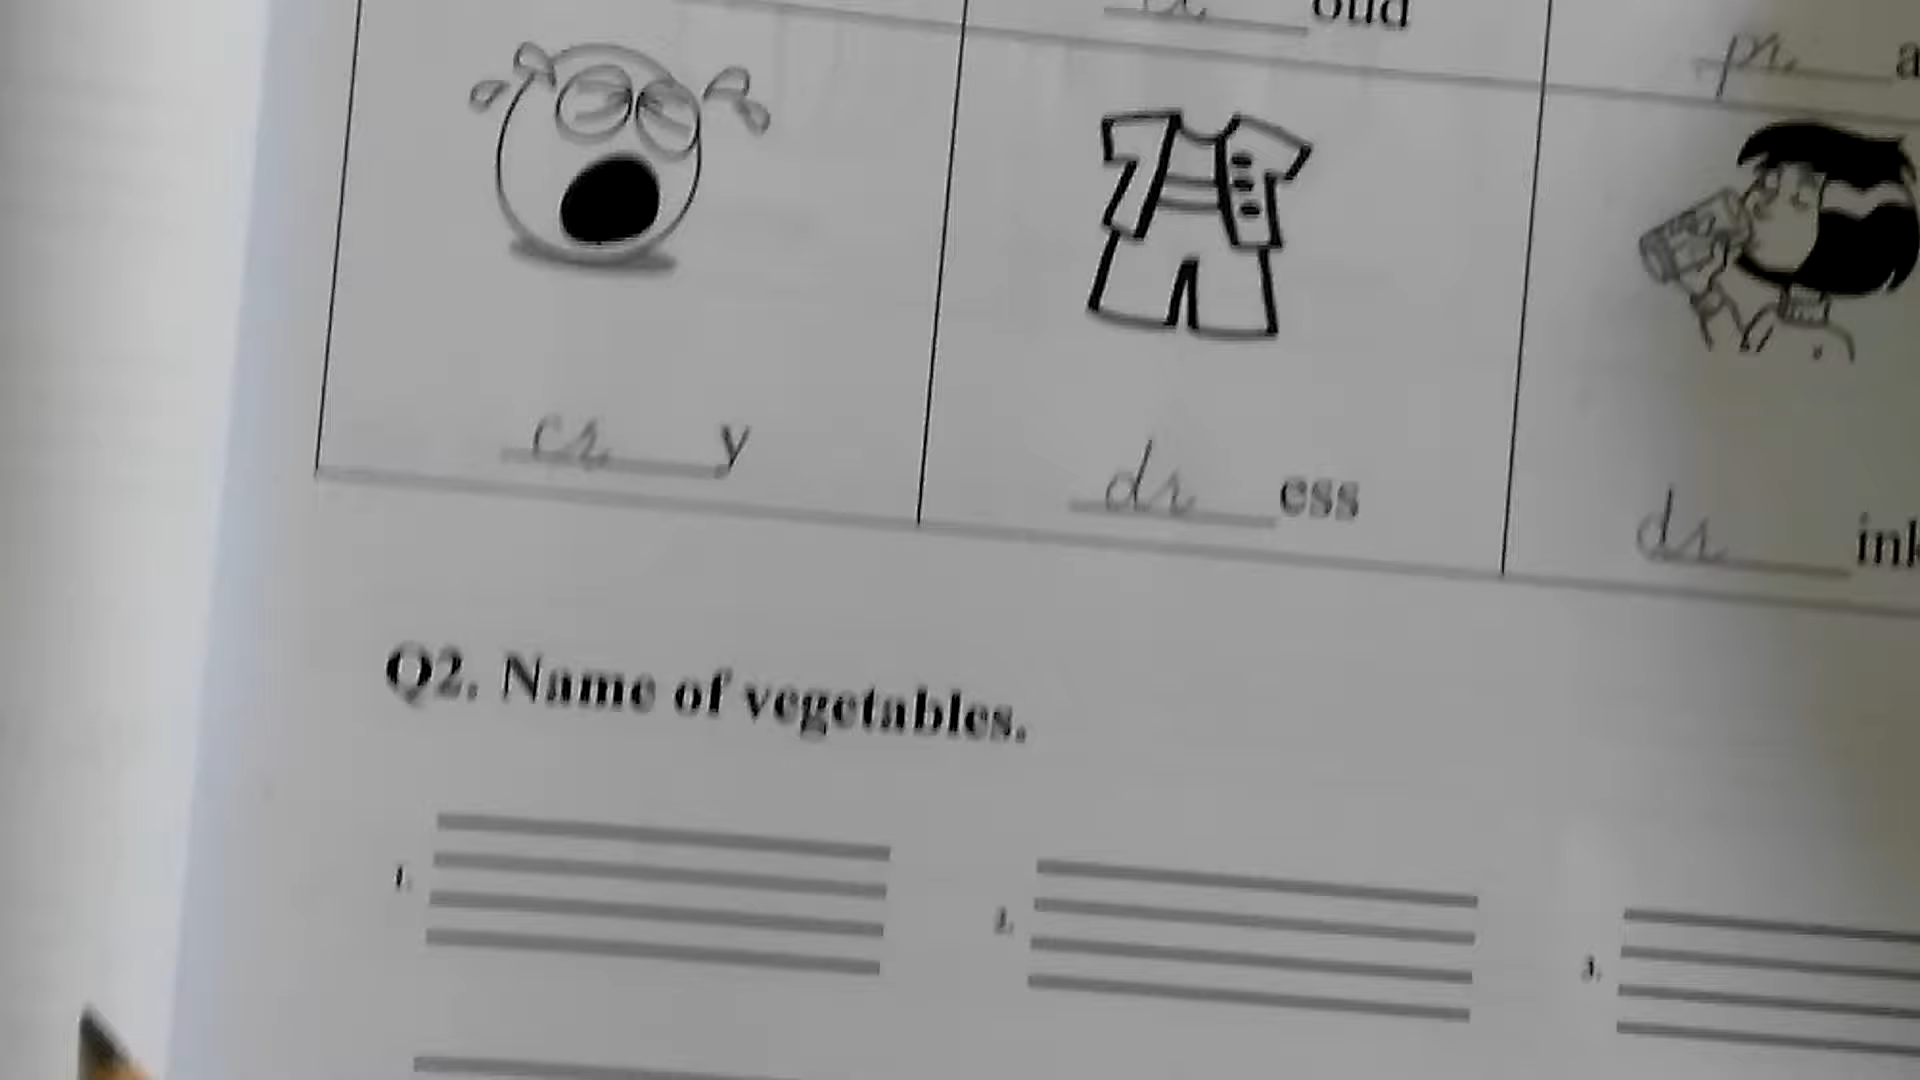 oud
pr a
cr y
dr ess
dr ink
Q2. Name of vegetables.
1.
2.
3.